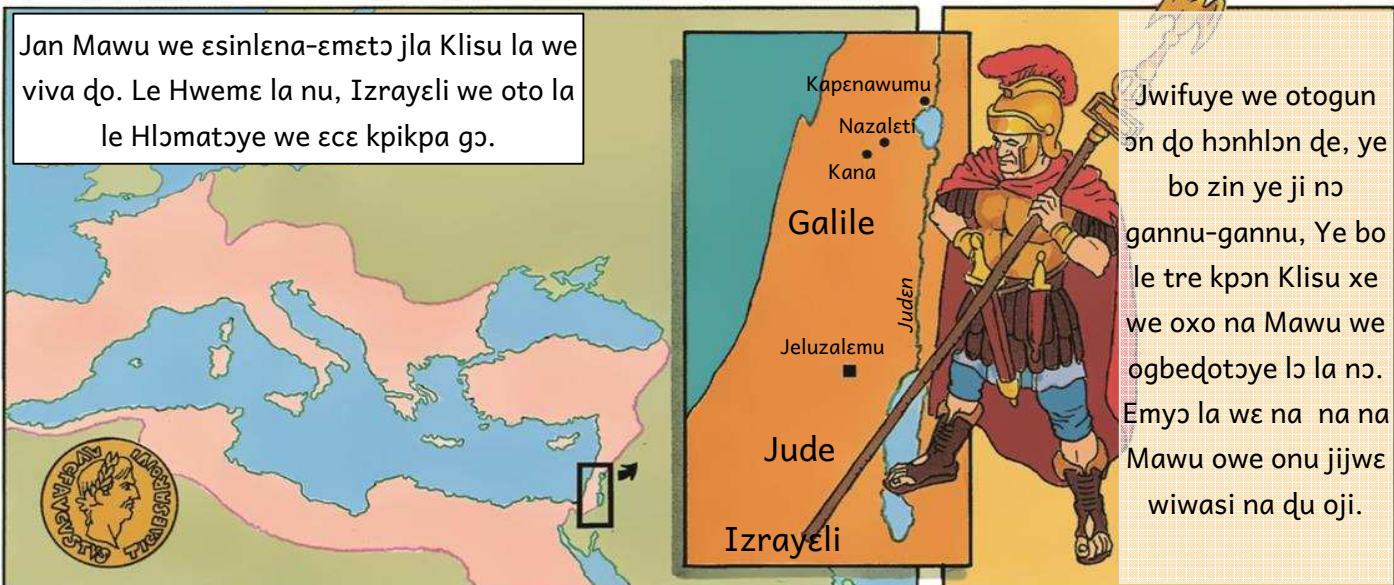 Jan Mawu we ɛsinlɛna-ɛmɛtɔ jla Klisu la we
viva ɖo. Le Hwemɛ la nu, Izrayɛli we oto la
le Hlɔmatɔye we ɛcɛ kpikpa gɔ.
Kapɛnawumu
Nazalɛti
Kana
Galile
Judɛn
Jeluzalɛmu
Jude
Izrayɛli
Jwifuye we otogun
ɔn ɖo hɔnhlɔn ɖe, ye
bo zin ye ji nɔ
gannu-gannu, Ye bo
le tre kpɔn Klisu xe
we oxo na Mawu we
ogbeɖotɔye lɔ la nɔ.
Emyɔ la wɛ na na na
Mawu owe onu jijwɛ
wiwasi na ɖu oji.